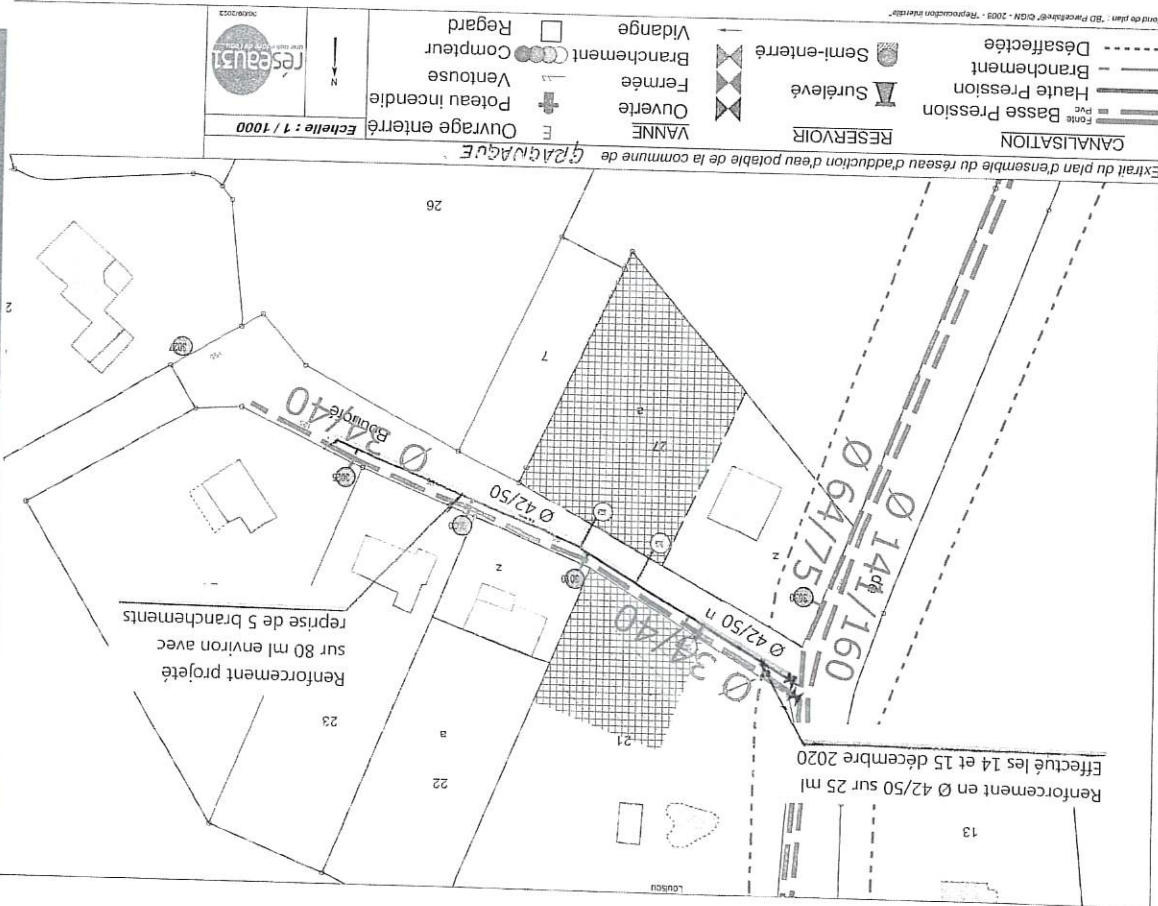 Louiscu
13
22
a
23
21
Renforcement en Ø 42/50 sur 25 ml
Effectué les 14 et 15 décembre 2020
Renforcement projeté
sur 80 ml environ avec
reprise de 5 branchements
Ø 141/160
Ø 64/75
Ø 42/50 n
Ø 34/40
Ø 42/50
Ø 34/40
z
z
27
a
7
26
2
Extrait du plan d'ensemble du réseau d'adduction d'eau potable de la commune de GRAGNAGUE
CANALISATION
Fonte
Pvc
Basse Pression
Haute Pression
Branchement
Désaffectée
RESERVOIR
Surélevé
Semi-enterré
VANNE
Ouverte
Fermée
Branchement
Vidange
E Ouvrage enterré
Poteau incendie
Ventouse
Compteur
Regard
Echelle : 1 / 1000
N
réseau31